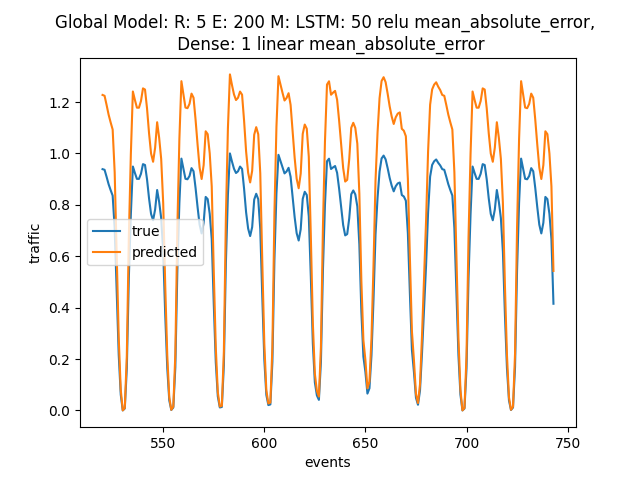 Global Model: R: 5 E: 200 M: LSTM: 50 relu mean_absolute_error,
Dense: 1 linear mean_absolute_error
traffic
1.2
1.0
0.8
0.6
0.4
0.2
0.0
true
predicted
550
600
650
700
750
events